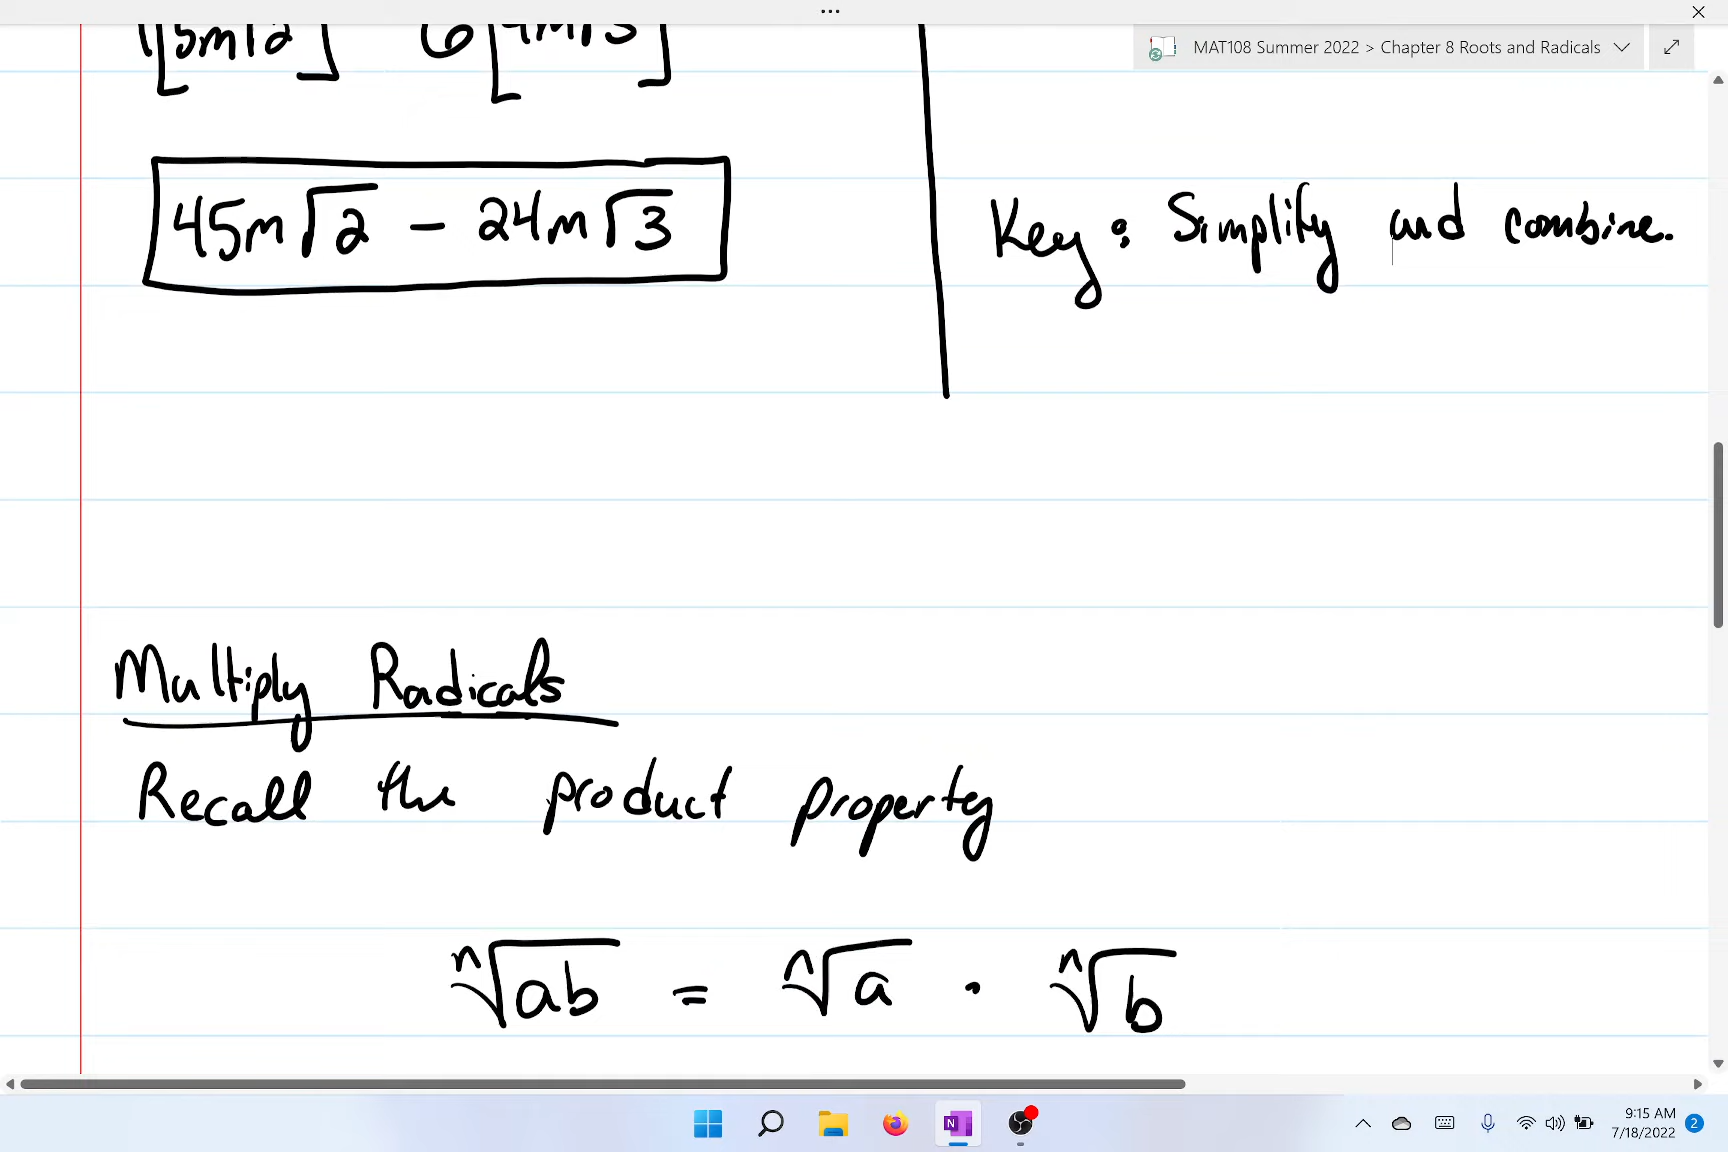 MAT108 Summer 2022 > Chapter 8 Roots and Radicals
45m√2 − 24m√3
Key: Simplify and combine.
Multiply Radicals
Recall the product property
ⁿ√ab = ⁿ√a · ⁿ√b
9:15 AM
7/18/2022
2